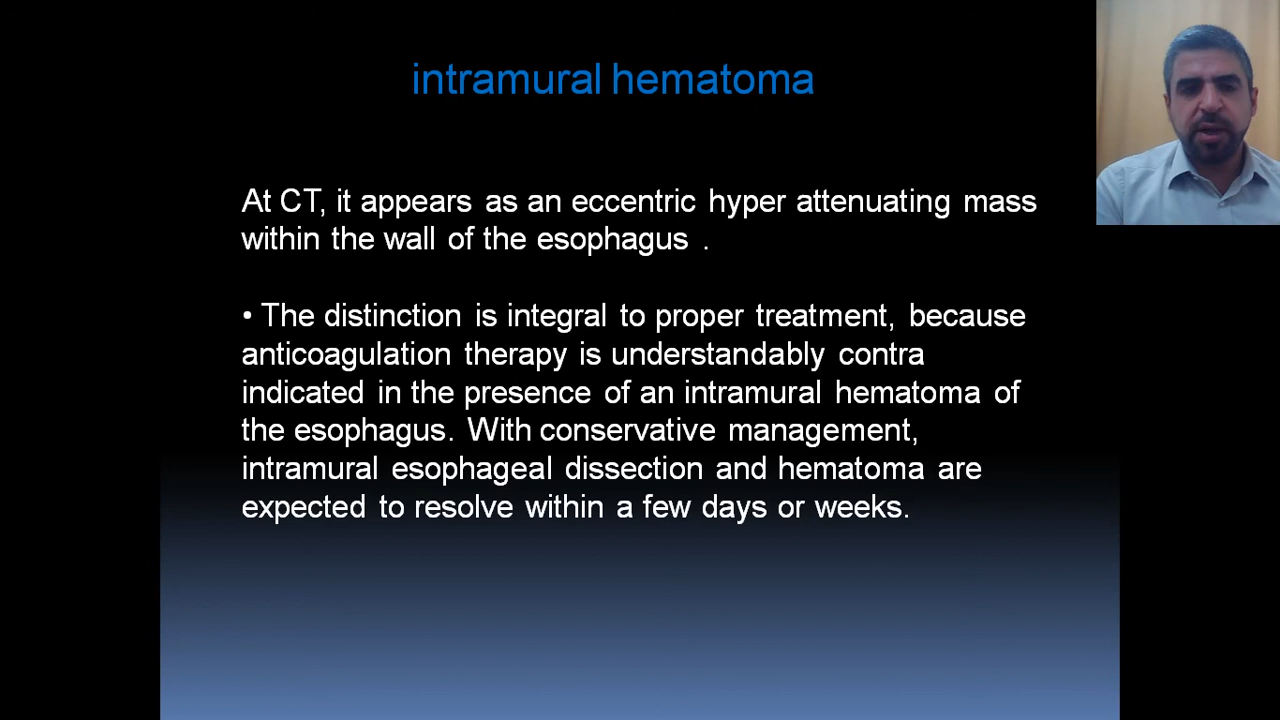 intramural hematoma
At CT, it appears as an eccentric hyper attenuating mass
within the wall of the esophagus .
• The distinction is integral to proper treatment, because
anticoagulation therapy is understandably contra
indicated in the presence of an intramural hematoma of
the esophagus. With conservative management,
intramural esophageal dissection and hematoma are
expected to resolve within a few days or weeks.